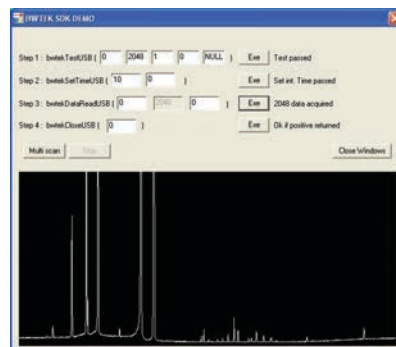 BWTEK SDK DEMO
Step 1 : bwtekTestUSB ( 0 2048 1 0 NULL ) Exe Test passed
Step 2 : bwtekSetTimeUSB ( 10 0 ) Exe Set int. Time passed
Step 3 : bwtekDataReadUSB ( 0 2048 0 ) Exe 2048 data acquired
Step 4 : bwtekCloseUSB ( 0 ) Exe Ok if positive returned
Multi scan Close Windows